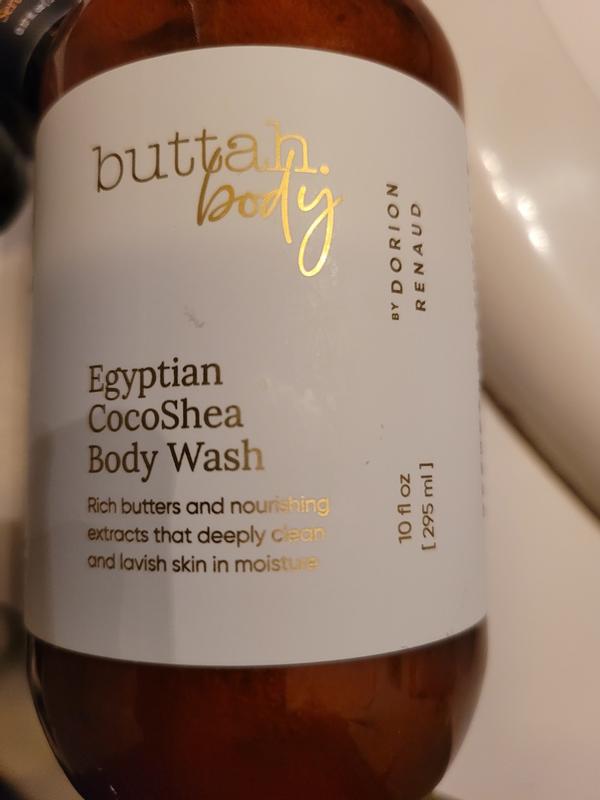 buttah.
body
BY DORION
RENAUD
Egyptian
CocoShea
Body Wash
Rich butters and nourishing
extracts that deeply clean
and lavish skin in moisture
10 fl oz
[ 295 ml ]